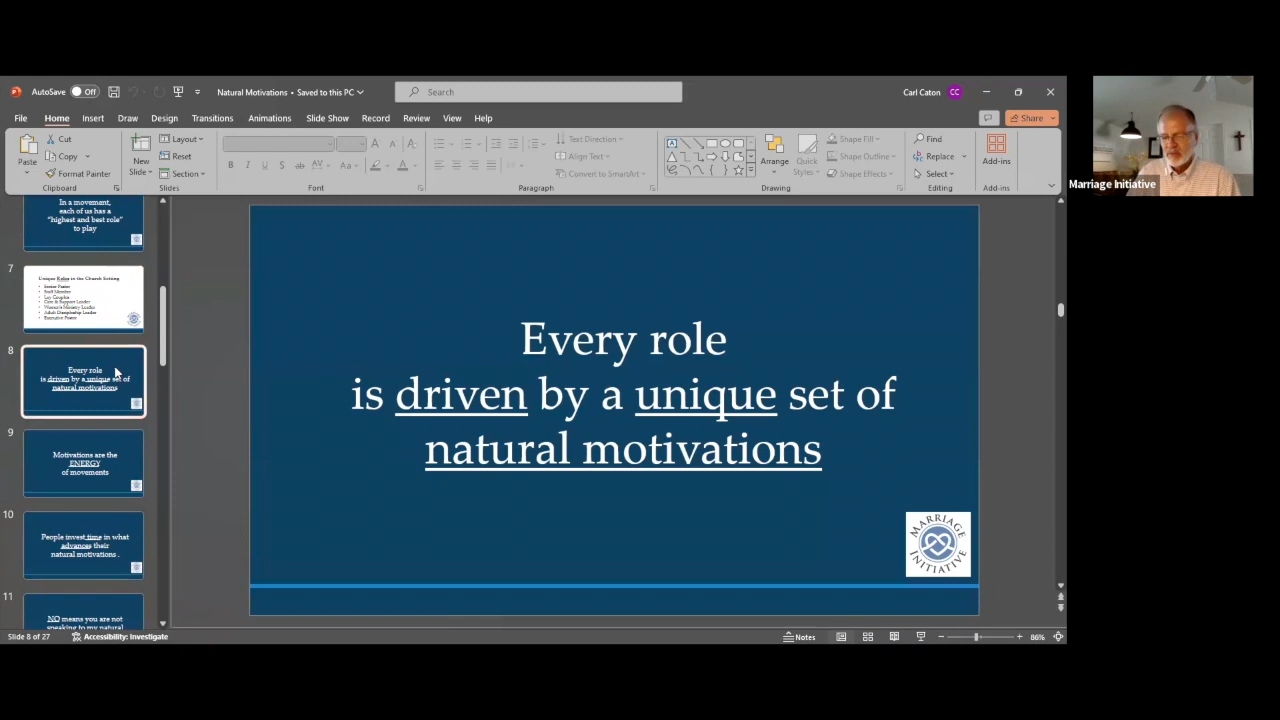 AutoSave Off
Natural Motivations • Saved to this PC
Search
Carl Caton CC
File Home Insert Draw Design Transitions Animations Slide Show Record Review View Help
Share
Paste
Cut
Copy
Format Painter
Clipboard
New
Slide
Layout
Reset
Section
Slides
Font
Text Direction
Align Text
Convert to SmartArt
Paragraph
Arrange
Quick
Styles
Shape Fill
Shape Outline
Shape Effects
Drawing
Find
Replace
Select
Editing
Add-ins
Add-ins
Marriage Initiative
In a movement,
each of us has a
"highest and best role"
to play
7
Unique Roles in the Church Setting
• Senior Pastor
• Staff Member
• Lay Couples
• Care & Support Leader
• Women's Ministry Leader
• Adult Discipleship Leader
• Executive Pastor
8
Every role
is driven by a unique set of
natural motivations
9
Motivations are the
ENERGY
of movements
10
People invest time in what
advances their
natural motivations .
11
NO means you are not
speaking to my natural
Every role
is driven by a unique set of
natural motivations
MARRIAGE
INITIATIVE
Slide 8 of 27
Accessibility: Investigate
Notes
86%